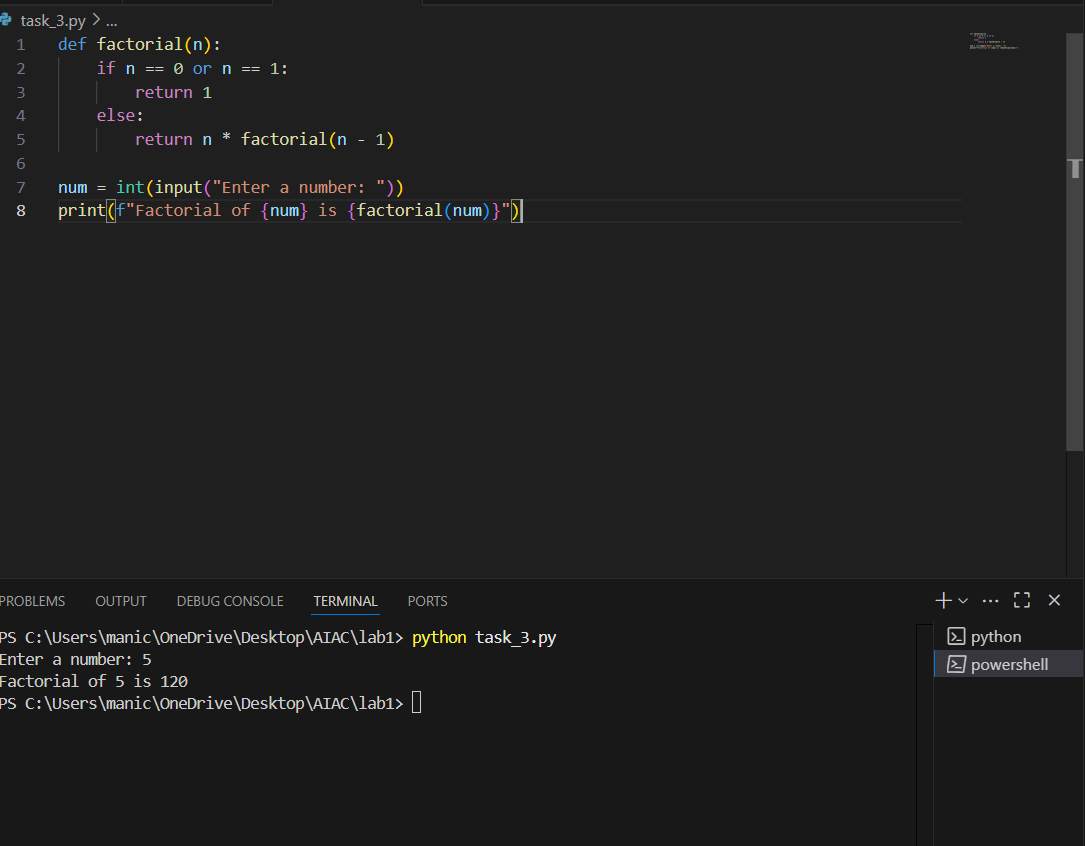 task_3.py > ...
1 def factorial(n):
2     if n == 0 or n == 1:
3         return 1
4     else:
5         return n * factorial(n - 1)
6
7 num = int(input("Enter a number: "))
8 print(f"Factorial of {num} is {factorial(num)}")
PROBLEMS OUTPUT DEBUG CONSOLE TERMINAL PORTS
PS C:\Users\manic\OneDrive\Desktop\AIAC\lab1> python task_3.py
Enter a number: 5
Factorial of 5 is 120
PS C:\Users\manic\OneDrive\Desktop\AIAC\lab1>
python
powershell